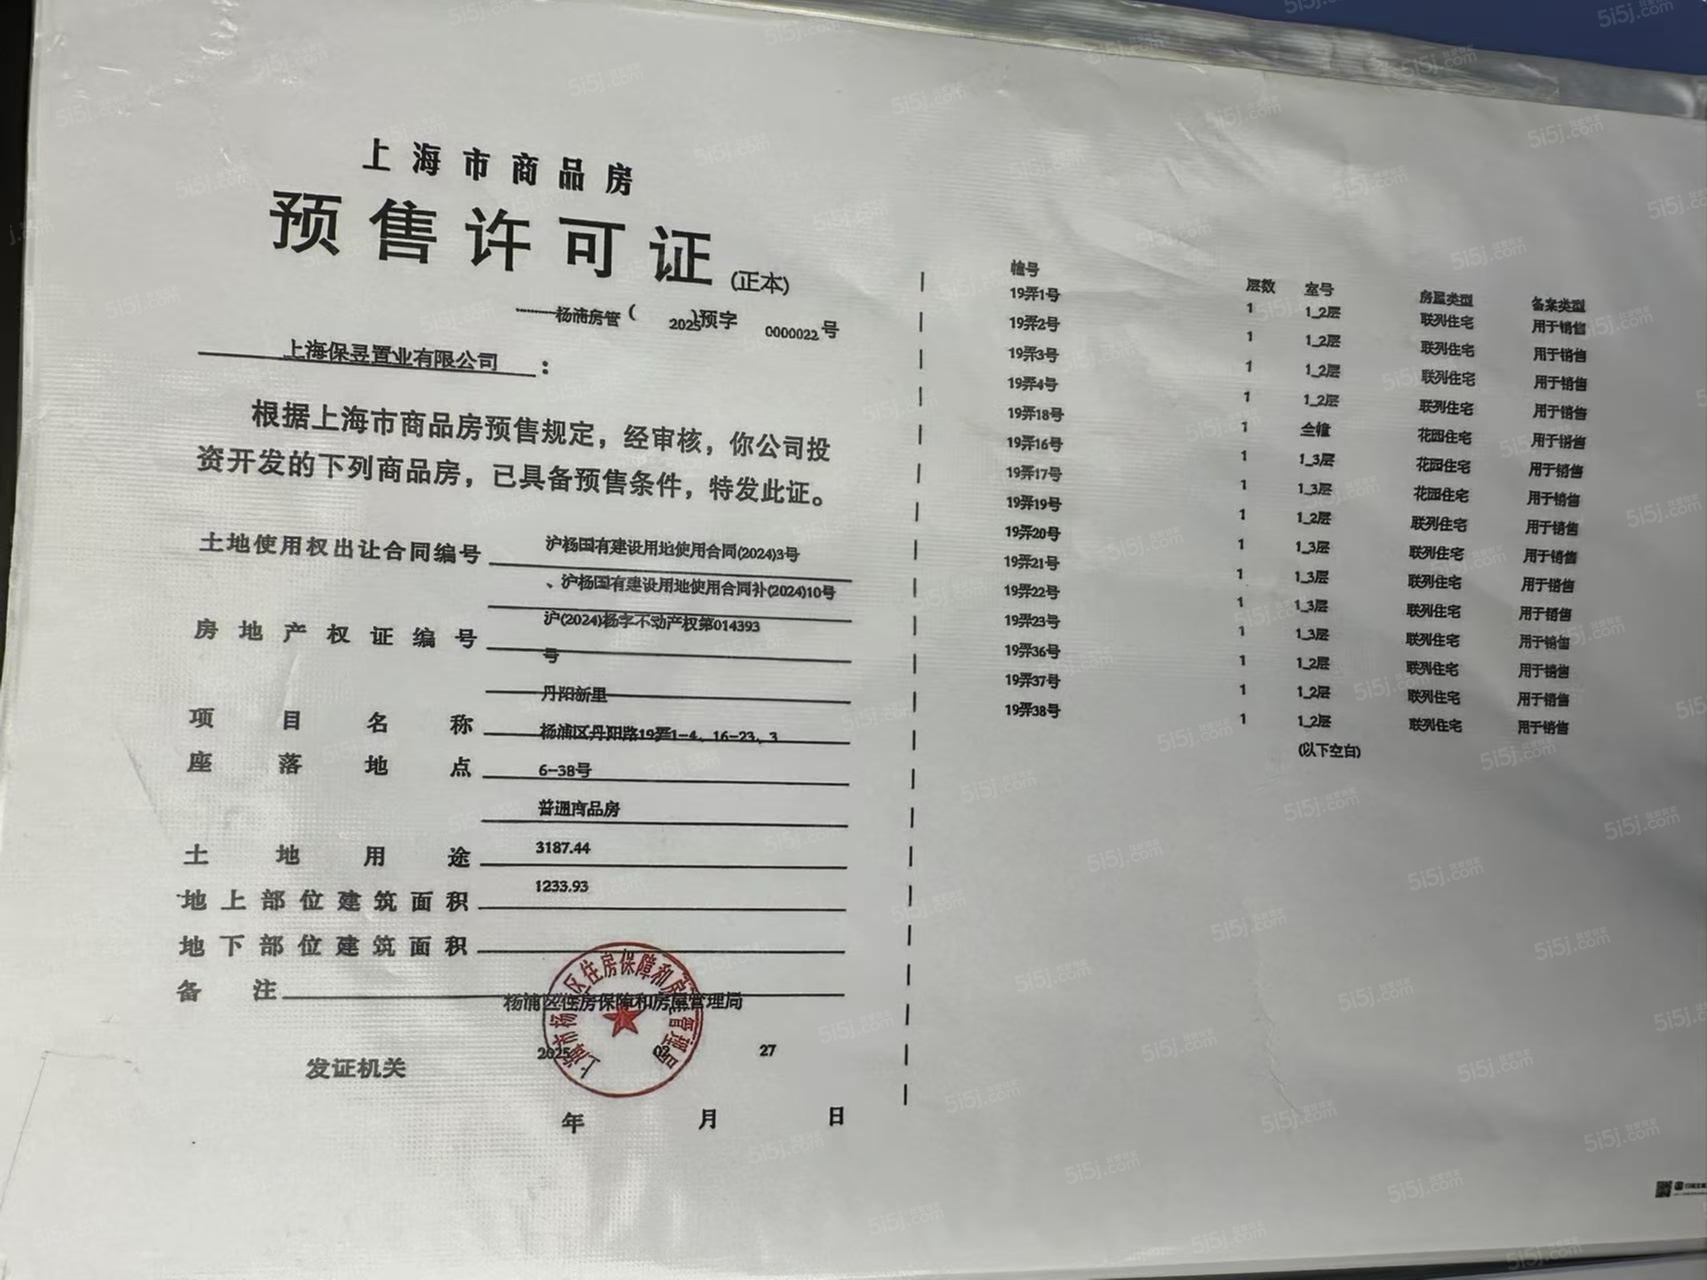 上海市商品房
预售许可证(正本)
杨浦房管(2025)预字0000022号
上海保昱置业有限公司:
根据上海市商品房预售规定，经审核，你公司投
资开发的下列商品房，已具备预售条件，特发此证。
土地使用权出让合同编号 沪杨国有建设用地使用合同(2024)3号
、沪杨国有建设用地使用合同补(2024)10号
房地产权证编号 沪(2024)杨字不动产权第014393
号
项目名称 丹阳新里
座落地点 杨浦区丹阳路19弄1-4、16-23、3
6-38号
土地用途 普通商品房
地上部位建筑面积 3187.44
地下部位建筑面积 1233.93
备注
发证机关 杨浦区住房保障和房屋管理局
2025年02月27日
幢号 层数 室号 房屋类型 备案类型
19弄1号 1 1_2层 联列住宅 用于销售
19弄2号 1 1_2层 联列住宅 用于销售
19弄3号 1 1_2层 联列住宅 用于销售
19弄4号 1 1_2层 联列住宅 用于销售
19弄18号 1 全幢 花园住宅 用于销售
19弄16号 1 1_3层 花园住宅 用于销售
19弄17号 1 1_3层 花园住宅 用于销售
19弄19号 1 1_2层 联列住宅 用于销售
19弄20号 1 1_3层 联列住宅 用于销售
19弄21号 1 1_3层 联列住宅 用于销售
19弄22号 1 1_3层 联列住宅 用于销售
19弄23号 1 1_3层 联列住宅 用于销售
19弄36号 1 1_2层 联列住宅 用于销售
19弄37号 1 1_2层 联列住宅 用于销售
19弄38号 1 1_2层 联列住宅 用于销售
(以下空白)
上海市杨浦区住房保障和房屋管理局
5i5j.com